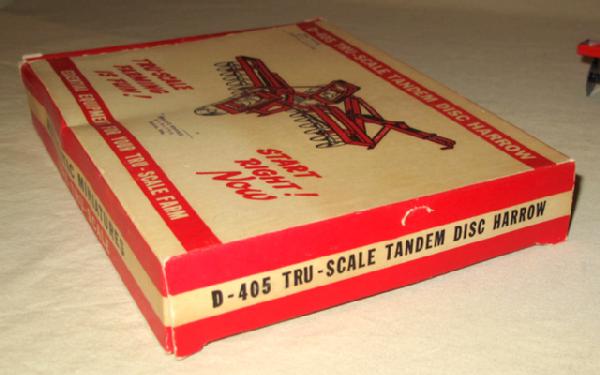 D-405 TRU-SCALE TANDEM DISC HARROW
TRU-SCALE
FARMING
IS FUN!
START
RIGHT!
Now
ESSENTIAL EQUIPMENT FOR YOUR TRU-SCALE FARM
MINIATURES
D-405 TRU-SCALE TANDEM DISC HARROW